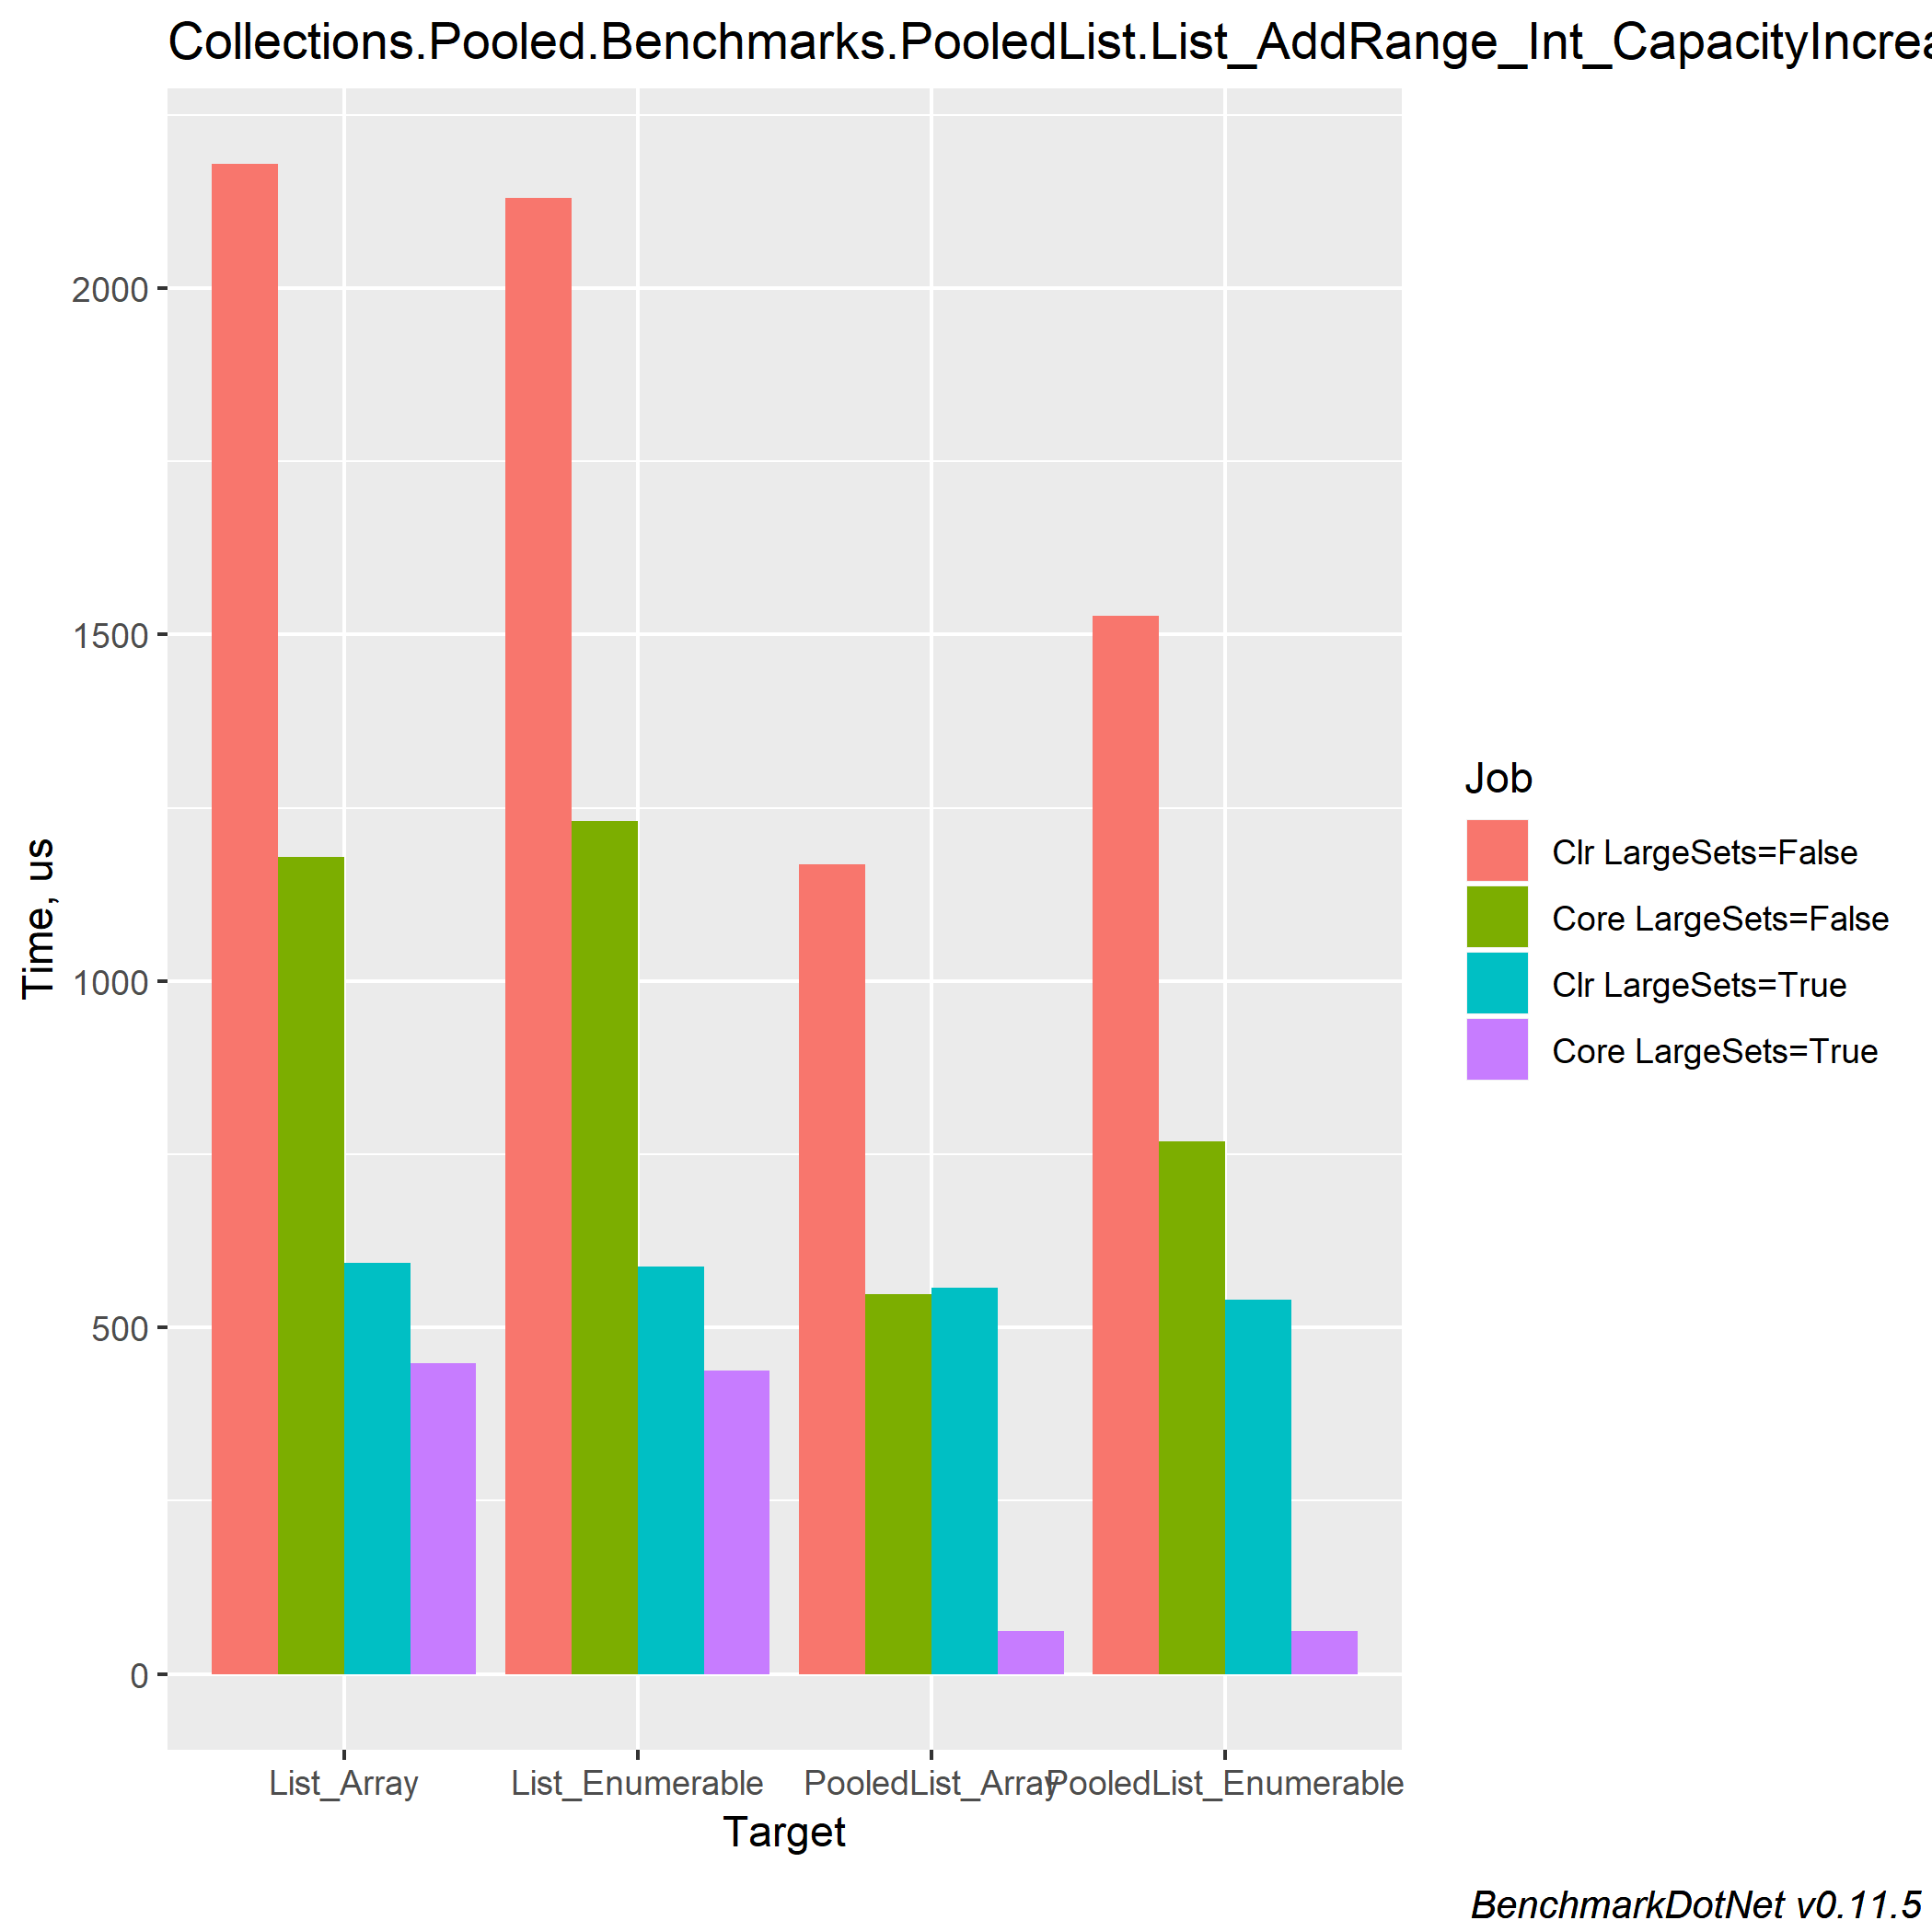 Collections.Pooled.Benchmarks.PooledList.List_AddRange_Int_CapacityIncrea
2000
1500
1000
500
0
Time, us
List_Array
List_Enumerable
PooledList_Array
PooledList_Enumerable
Target
Job
Clr LargeSets=False
Core LargeSets=False
Clr LargeSets=True
Core LargeSets=True
BenchmarkDotNet v0.11.5